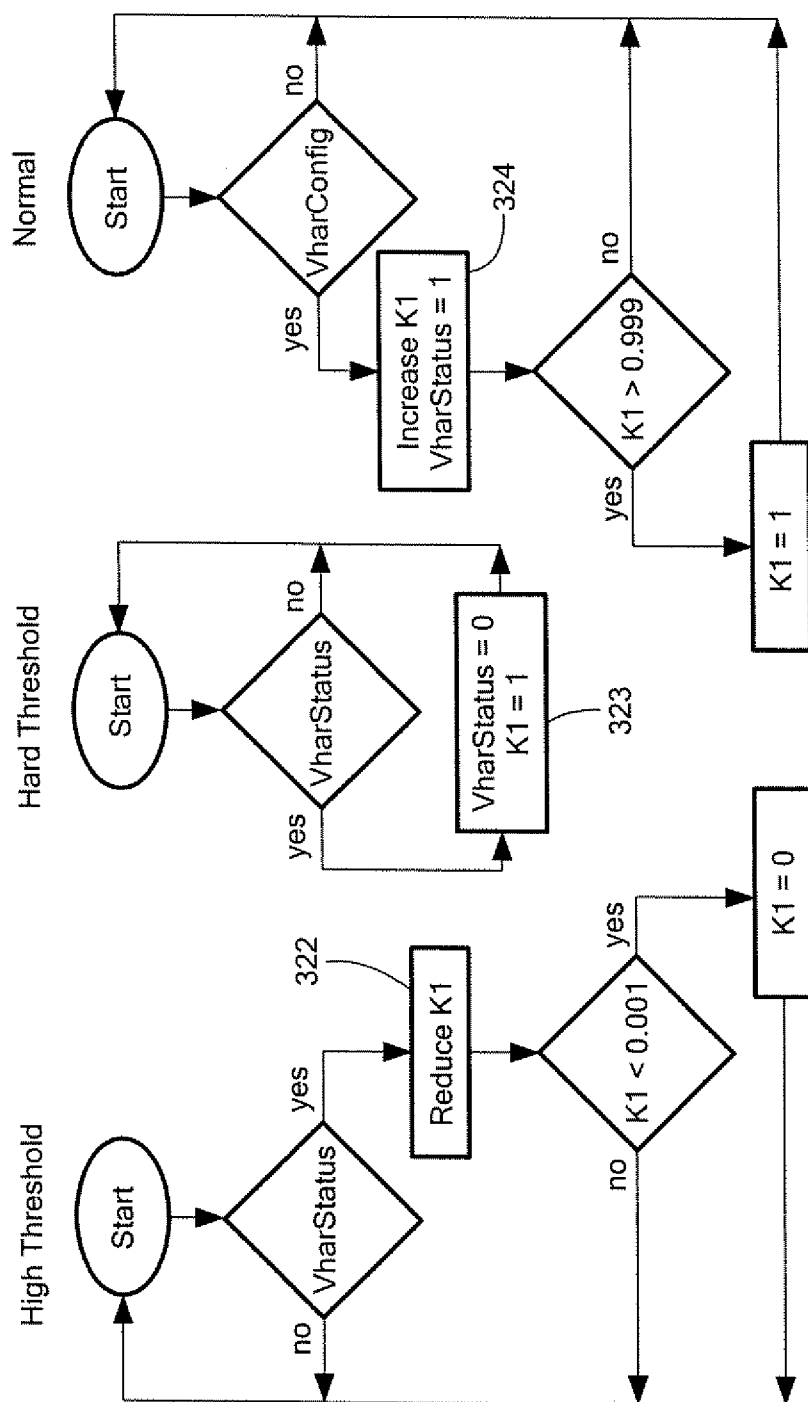 High Threshold
Start
VharStatus
no
yes
322
Reduce K1
K1 < 0.001
no
yes
K1 = 0
Hard Threshold
Start
VharStatus
yes
no
VharStatus = 0
K1 = 1
323
Normal
Start
VharConfig
yes
no
Increase K1
VharStatus = 1
324
K1 > 0.999
yes
no
K1 = 1